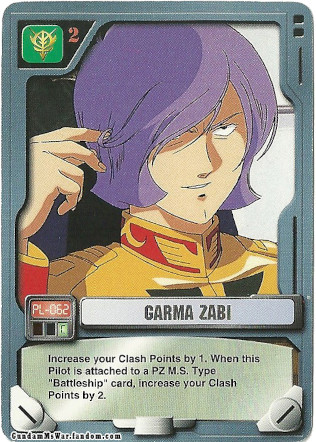 2
GARMA ZABI
PL-062
F
Increase your Clash Points by 1. When this
Pilot is attached to a PZ M.S. Type
"Battleship" card, increase your Clash
Points by 2.
GundamMsWar.fandom.com